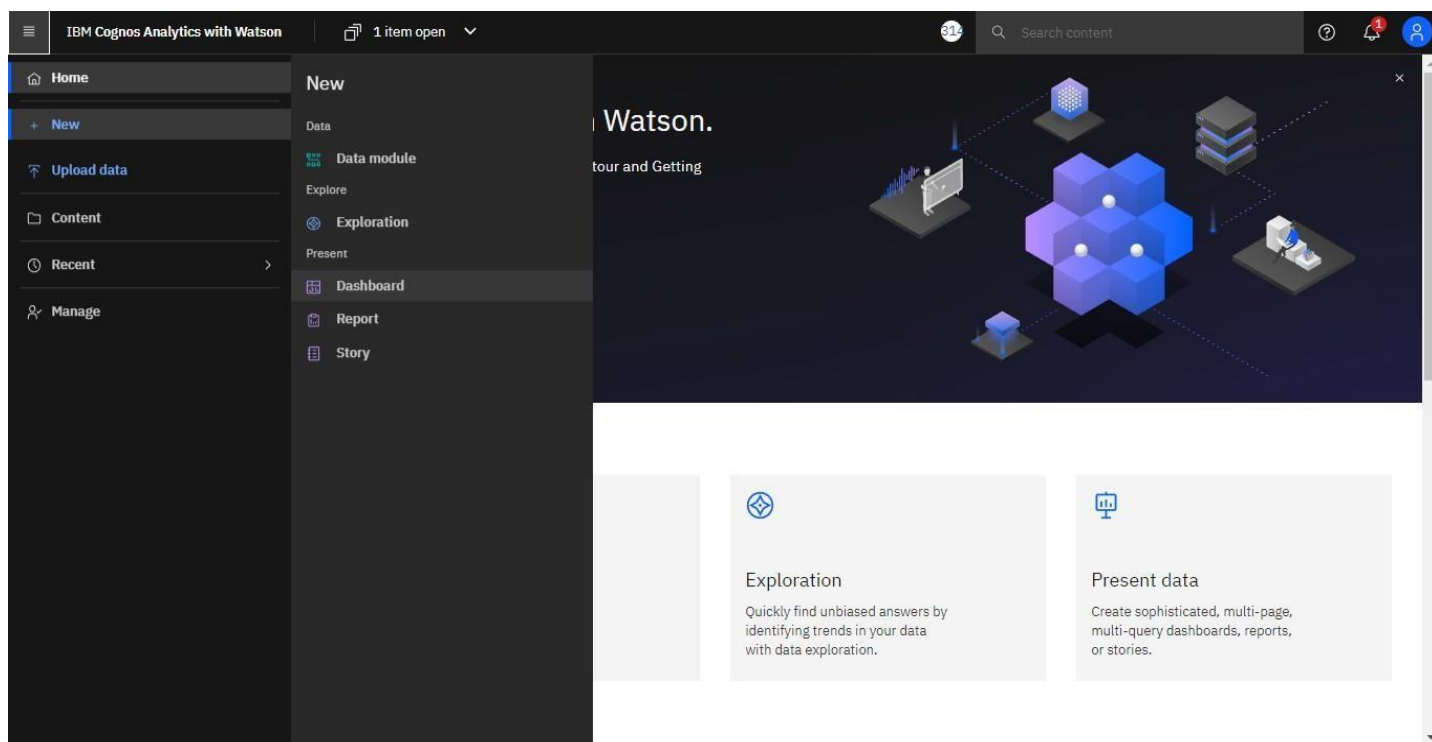 IBM Cognos Analytics with Watson
1 item open
314
Search content
1
Home
New
Upload data
Content
Recent
Manage
New
Data
Data module
Explore
Exploration
Present
Dashboard
Report
Story
Watson.
tour and Getting
Exploration
Quickly find unbiased answers by
identifying trends in your data
with data exploration.
Present data
Create sophisticated, multi-page,
multi-query dashboards, reports,
or stories.